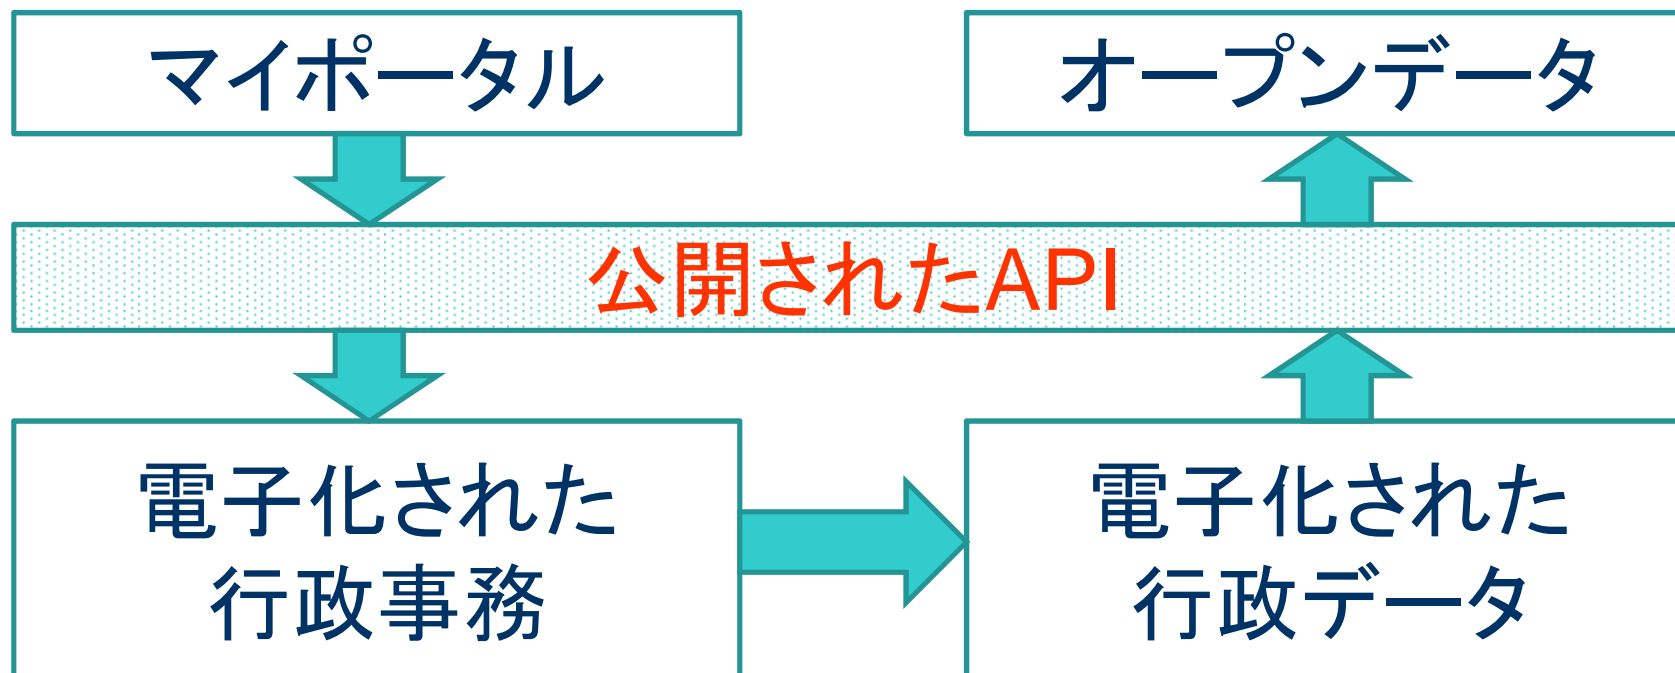 マイポータル
オープンデータ
公開されたAPI
電子化された
行政事務
電子化された
行政データ